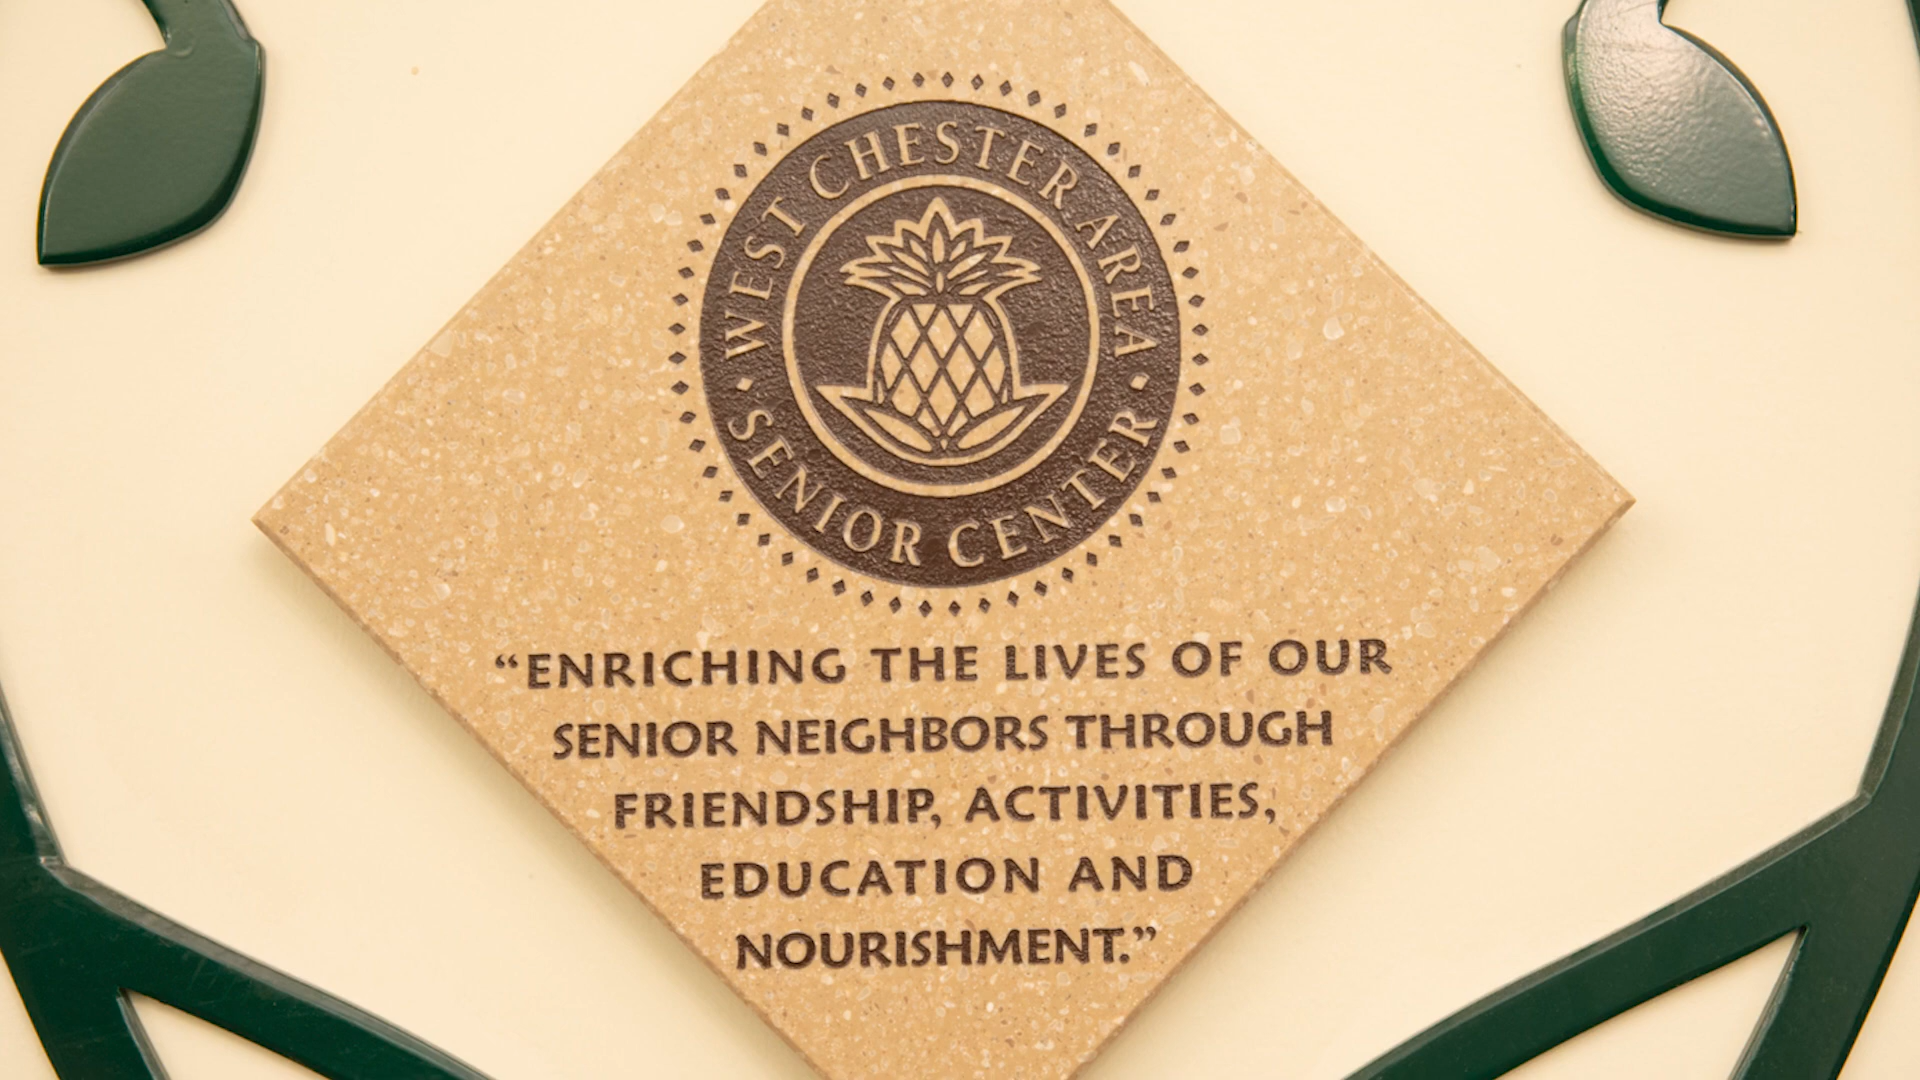 WEST CHESTER AREA
SENIOR CENTER
“ENRICHING THE LIVES OF OUR
SENIOR NEIGHBORS THROUGH
FRIENDSHIP, ACTIVITIES,
EDUCATION AND
NOURISHMENT.”